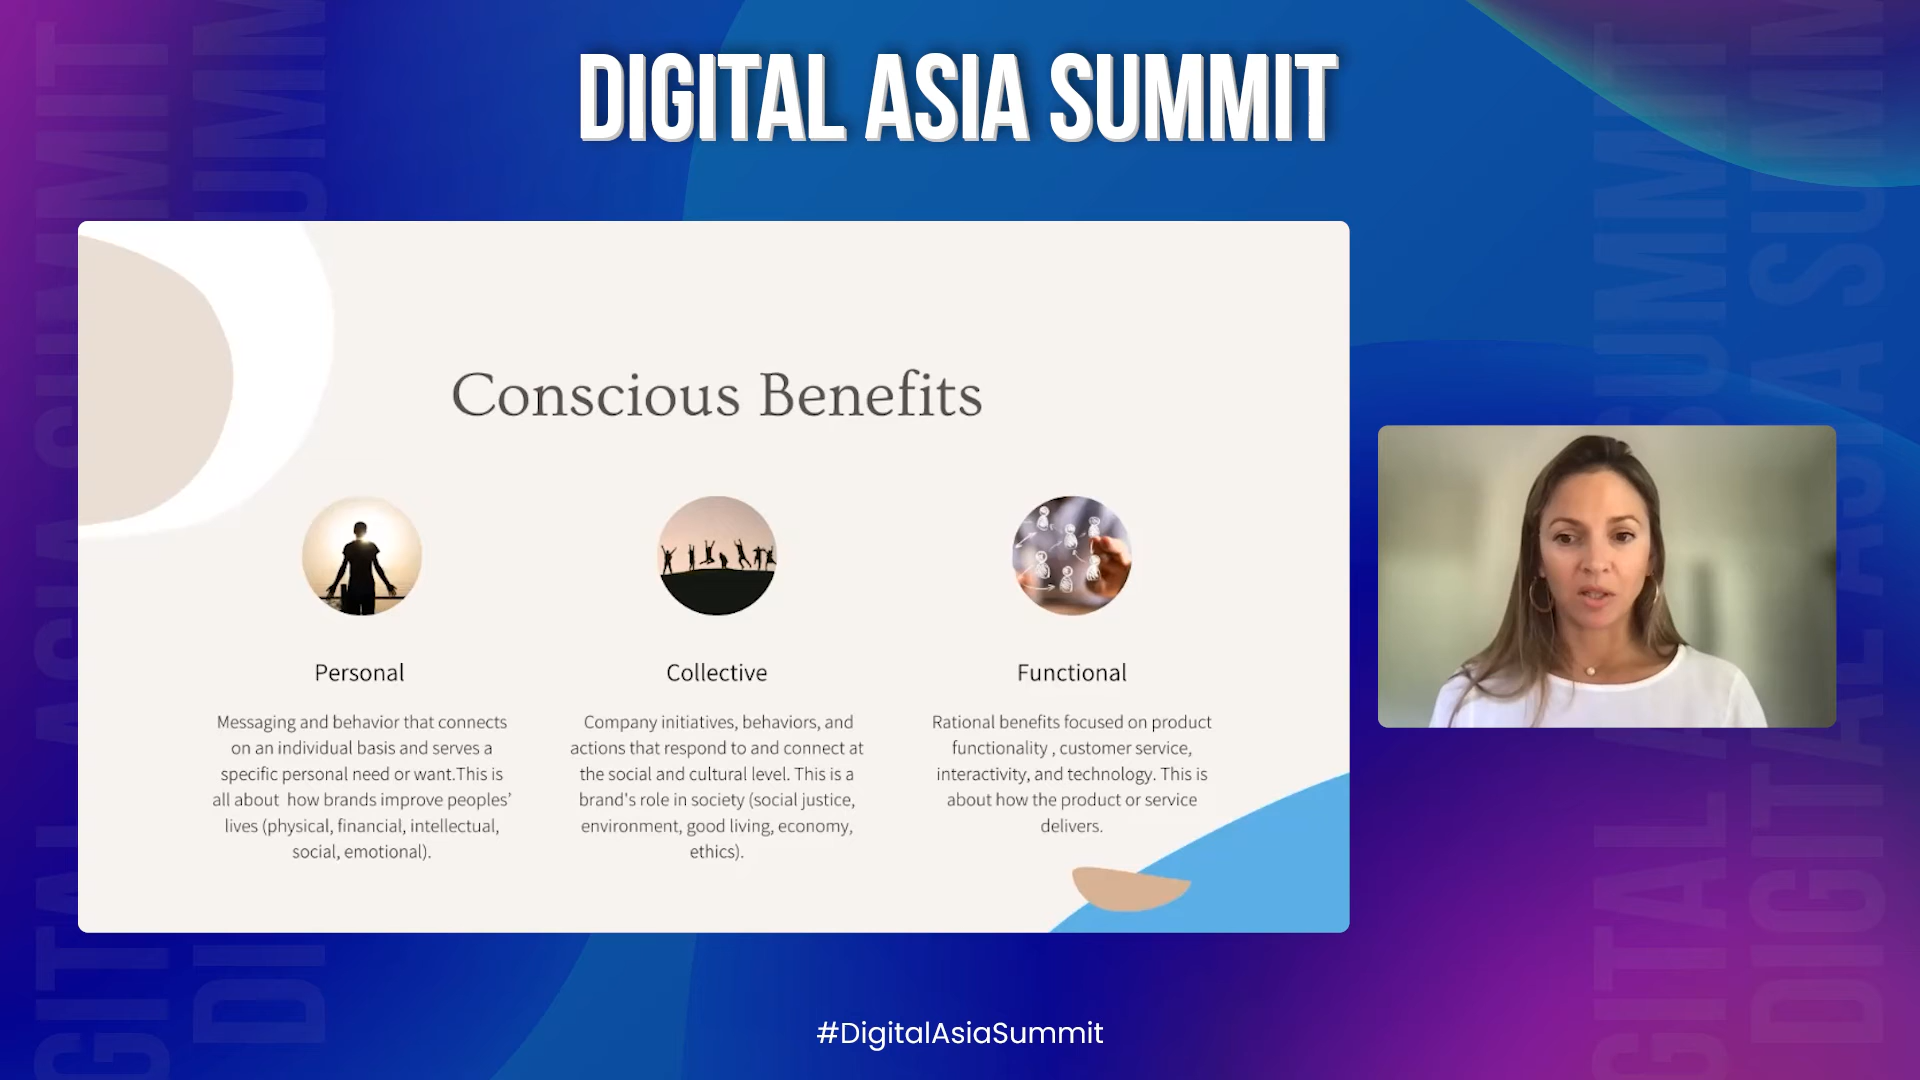 DIGITAL ASIA SUMMIT
Conscious Benefits
Personal
Messaging and behavior that connects
on an individual basis and serves a
specific personal need or want.This is
all about  how brands improve peoples’
lives (physical, financial, intellectual,
social, emotional).
Collective
Company initiatives, behaviors, and
actions that respond to and connect at
the social and cultural level. This is a
brand's role in society (social justice,
environment, good living, economy,
ethics).
Functional
Rational benefits focused on product
functionality , customer service,
interactivity, and technology. This is
about how the product or service
delivers.
#DigitalAsiaSummit